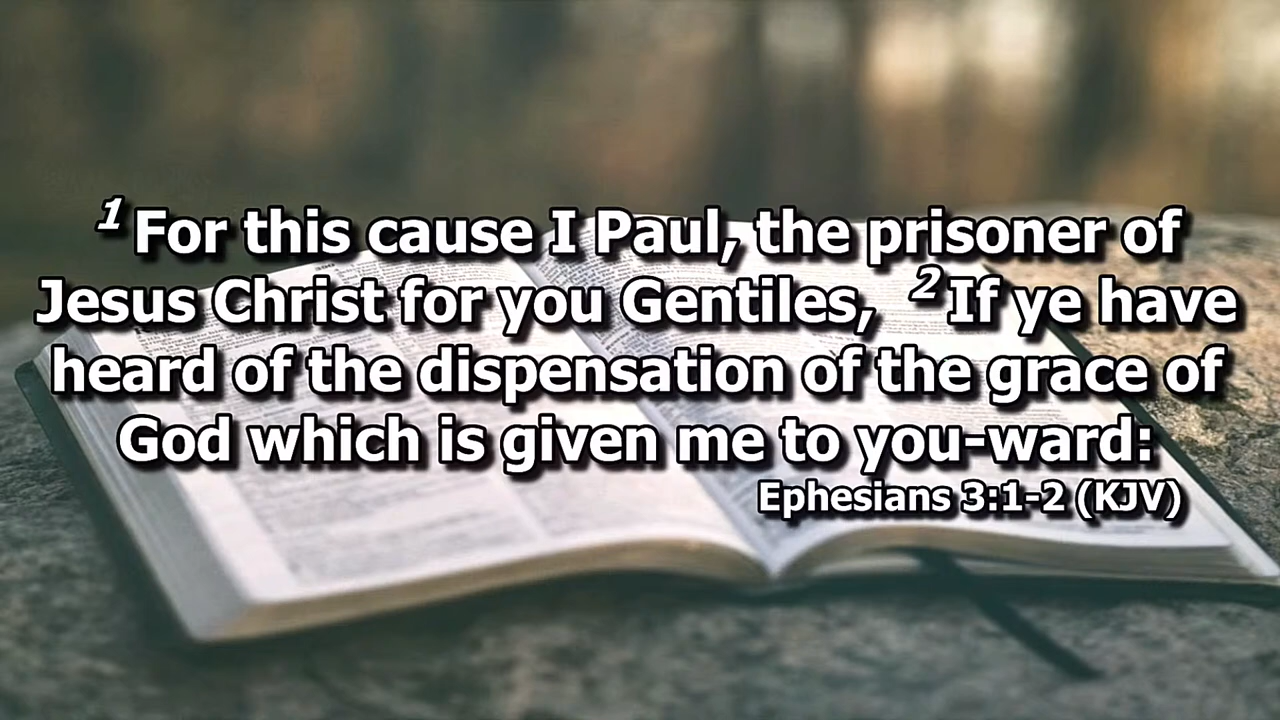 1 For this cause I Paul, the prisoner of
Jesus Christ for you Gentiles, 2 If ye have
heard of the dispensation of the grace of
God which is given me to you-ward:
Ephesians 3:1-2 (KJV)